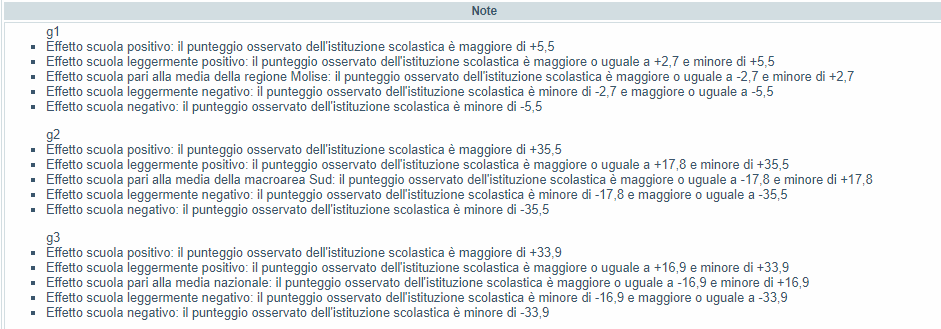 Note
g1
Effetto scuola positivo: il punteggio osservato dell'istituzione scolastica è maggiore di +5,5
Effetto scuola leggermente positivo: il punteggio osservato dell'istituzione scolastica è maggiore o uguale a +2,7 e minore di +5,5
Effetto scuola pari alla media della regione Molise: il punteggio osservato dell'istituzione scolastica è maggiore o uguale a -2,7 e minore di +2,7
Effetto scuola leggermente negativo: il punteggio osservato dell'istituzione scolastica è minore di -2,7 e maggiore o uguale a -5,5
Effetto scuola negativo: il punteggio osservato dell'istituzione scolastica è minore di -5,5
g2
Effetto scuola positivo: il punteggio osservato dell'istituzione scolastica è maggiore di +35,5
Effetto scuola leggermente positivo: il punteggio osservato dell'istituzione scolastica è maggiore o uguale a +17,8 e minore di +35,5
Effetto scuola pari alla media della macroarea Sud: il punteggio osservato dell'istituzione scolastica è maggiore o uguale a -17,8 e minore di +17,8
Effetto scuola leggermente negativo: il punteggio osservato dell'istituzione scolastica è minore di -17,8 e maggiore o uguale a -35,5
Effetto scuola negativo: il punteggio osservato dell'istituzione scolastica è minore di -35,5
g3
Effetto scuola positivo: il punteggio osservato dell'istituzione scolastica è maggiore di +33,9
Effetto scuola leggermente positivo: il punteggio osservato dell'istituzione scolastica è maggiore o uguale a +16,9 e minore di +33,9
Effetto scuola pari alla media nazionale: il punteggio osservato dell'istituzione scolastica è maggiore o uguale a -16,9 e minore di +16,9
Effetto scuola leggermente negativo: il punteggio osservato dell'istituzione scolastica è minore di -16,9 e maggiore o uguale a -33,9
Effetto scuola negativo: il punteggio osservato dell'istituzione scolastica è minore di -33,9